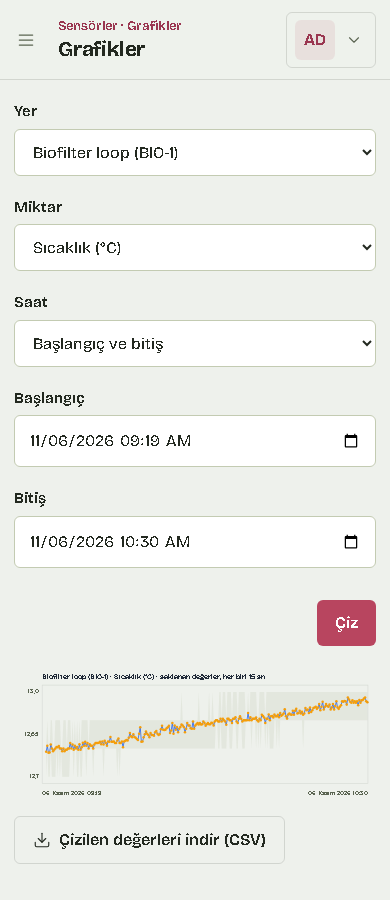 Sensörler · Grafikler
Grafikler
AD
Yer
Biofilter loop (BIO-1)
Miktar
Sıcaklık (°C)
Saat
Başlangıç ve bitiş
Başlangıç
11/06/2026 09:19 AM
Bitiş
11/06/2026 10:30 AM
Çiz
Biofilter loop (BIO-1) · Sıcaklık (°C) · saklanan değerler, her biri 15 sn
13,0
12,85
12,7
06 Kasım 2026 09:19
06 Kasım 2026 10:30
Çizilen değerleri indir (CSV)